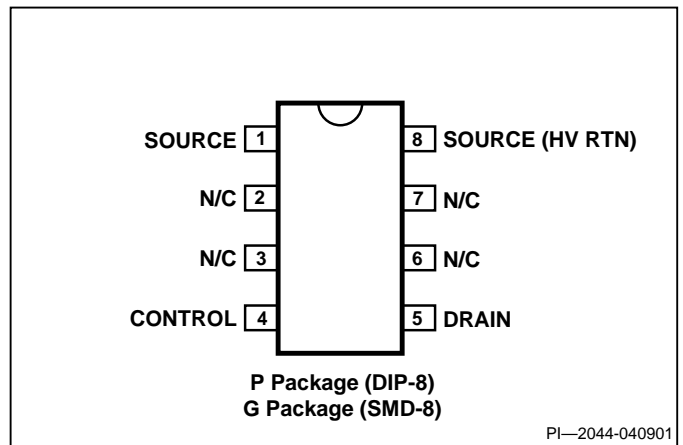 SOURCE 1 8 SOURCE (HV RTN)
N/C 2 7 N/C
N/C 3 6 N/C
CONTROL 4 5 DRAIN
P Package (DIP-8)
G Package (SMD-8)
PI—2044-040901